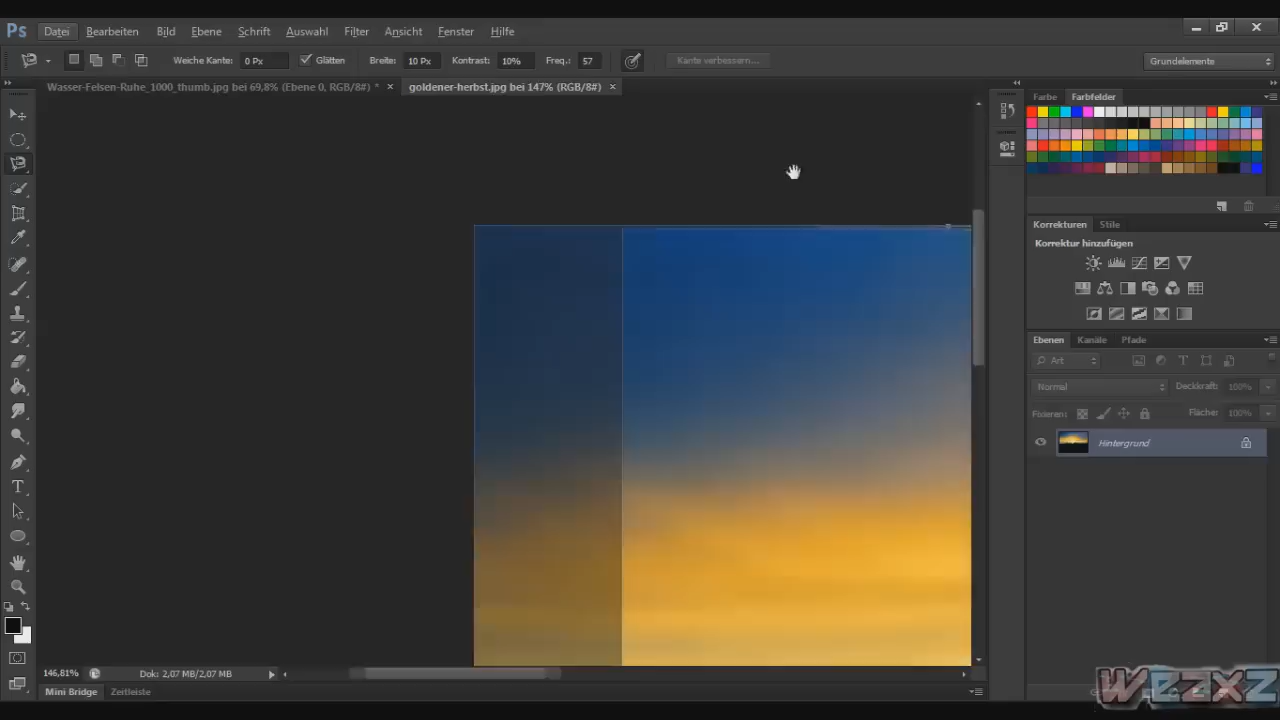 Ps Datei Bearbeiten Bild Ebene Schrift Auswahl Filter Ansicht Fenster Hilfe
Weiche Kante: 0 Px Glätten Breite: 10 Px Kontrast: 10% Freq.: 57 Kante verbessern... Grundelemente
Wasser-Felsen-Ruhe_1000_thumb.jpg bei 69,8% (Ebene 0, RGB/8#) * × goldener-herbst.jpg bei 147% (RGB/8#) ×
Farbe Farbfelder
Korrekturen Stile
Korrektur hinzufügen
Ebenen Kanäle Pfade
Art
Normal Deckkraft: 100%
Fixieren: Fläche: 100%
Hintergrund
146,81% Dok: 2,07 MB/2,07 MB
Mini Bridge Zeitleiste
WEZXZ